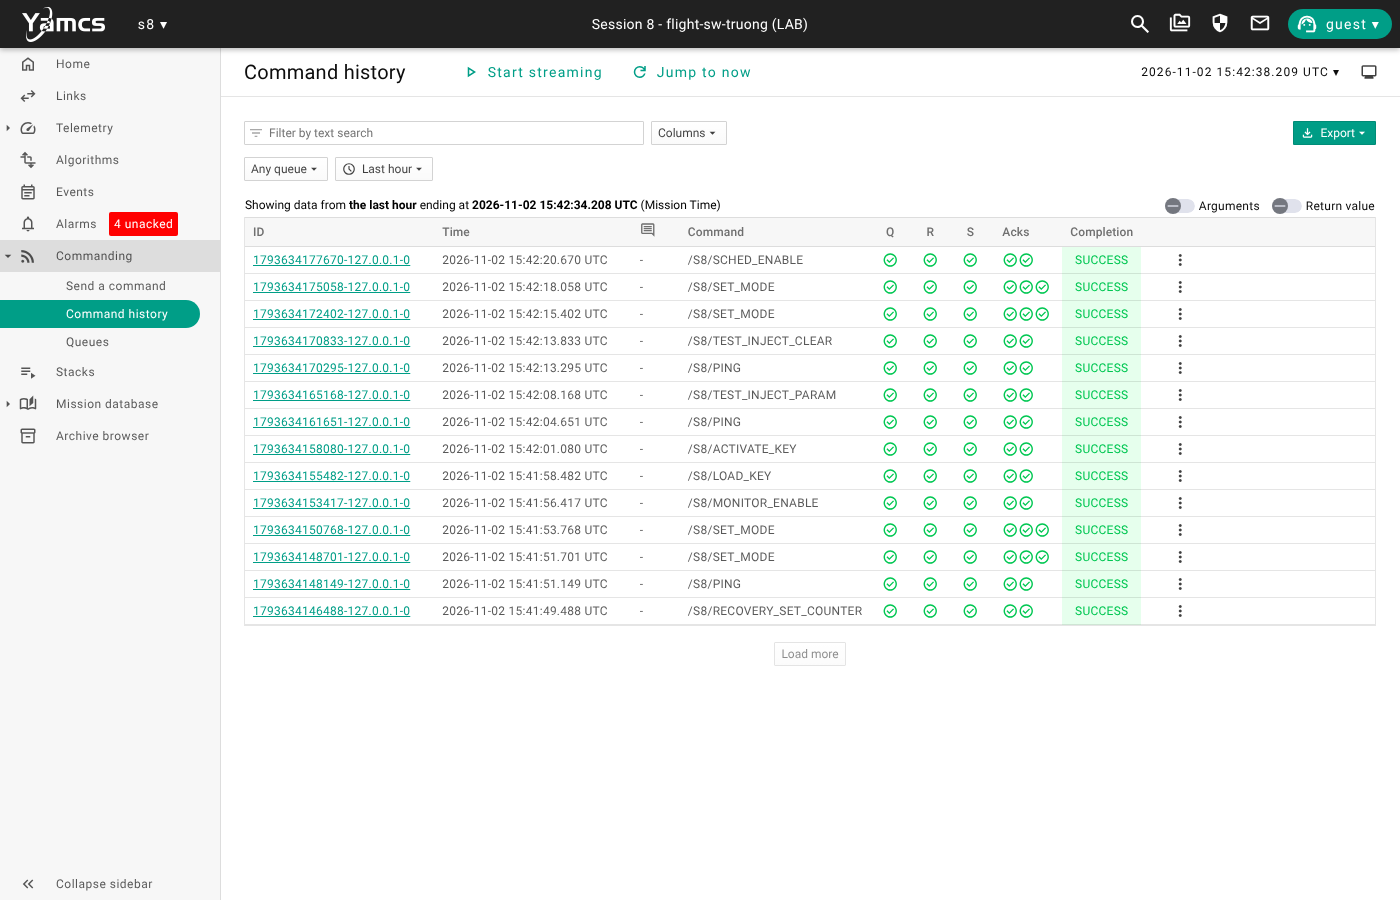 Yamcs s8 ▾ Session 8 - flight-sw-truong (LAB) guest ▾
Home
Links
Telemetry
Algorithms
Events
Alarms 4 unacked
Commanding
Send a command
Command history
Queues
Stacks
Mission database
Archive browser
Collapse sidebar
Command history Start streaming Jump to now 2026-11-02 15:42:38.209 UTC ▾
Filter by text search Columns Export
Any queue Last hour
Showing data from the last hour ending at 2026-11-02 15:42:34.208 UTC (Mission Time) Arguments Return value
ID Time Command Q R S Acks Completion
1793634177670-127.0.0.1-0 2026-11-02 15:42:20.670 UTC - /S8/SCHED_ENABLE SUCCESS
1793634175058-127.0.0.1-0 2026-11-02 15:42:18.058 UTC - /S8/SET_MODE SUCCESS
1793634172402-127.0.0.1-0 2026-11-02 15:42:15.402 UTC - /S8/SET_MODE SUCCESS
1793634170833-127.0.0.1-0 2026-11-02 15:42:13.833 UTC - /S8/TEST_INJECT_CLEAR SUCCESS
1793634170295-127.0.0.1-0 2026-11-02 15:42:13.295 UTC - /S8/PING SUCCESS
1793634165168-127.0.0.1-0 2026-11-02 15:42:08.168 UTC - /S8/TEST_INJECT_PARAM SUCCESS
1793634161651-127.0.0.1-0 2026-11-02 15:42:04.651 UTC - /S8/PING SUCCESS
1793634158080-127.0.0.1-0 2026-11-02 15:42:01.080 UTC - /S8/ACTIVATE_KEY SUCCESS
1793634155482-127.0.0.1-0 2026-11-02 15:41:58.482 UTC - /S8/LOAD_KEY SUCCESS
1793634153417-127.0.0.1-0 2026-11-02 15:41:56.417 UTC - /S8/MONITOR_ENABLE SUCCESS
1793634150768-127.0.0.1-0 2026-11-02 15:41:53.768 UTC - /S8/SET_MODE SUCCESS
1793634148701-127.0.0.1-0 2026-11-02 15:41:51.701 UTC - /S8/SET_MODE SUCCESS
1793634148149-127.0.0.1-0 2026-11-02 15:41:51.149 UTC - /S8/PING SUCCESS
1793634146488-127.0.0.1-0 2026-11-02 15:41:49.488 UTC - /S8/RECOVERY_SET_COUNTER SUCCESS
Load more